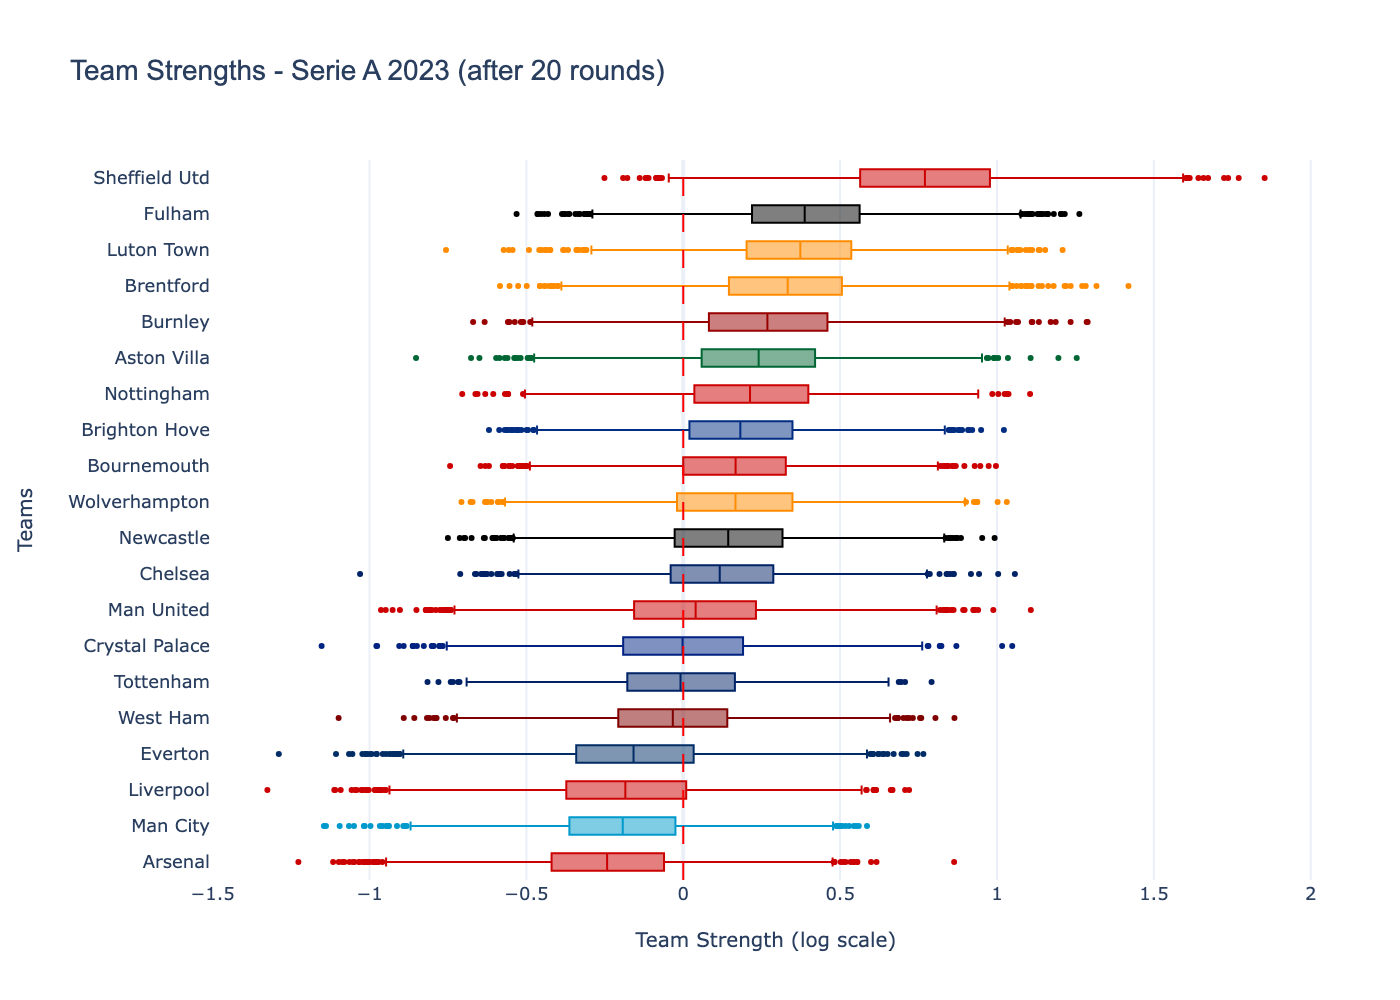 Team Strengths - Serie A 2023 (after 20 rounds)
Sheffield Utd
Fulham
Luton Town
Brentford
Burnley
Aston Villa
Nottingham
Brighton Hove
Bournemouth
Wolverhampton
Newcastle
Chelsea
Man United
Crystal Palace
Tottenham
West Ham
Everton
Liverpool
Man City
Arsenal
Teams
−1.5 −1 −0.5 0 0.5 1 1.5 2
Team Strength (log scale)